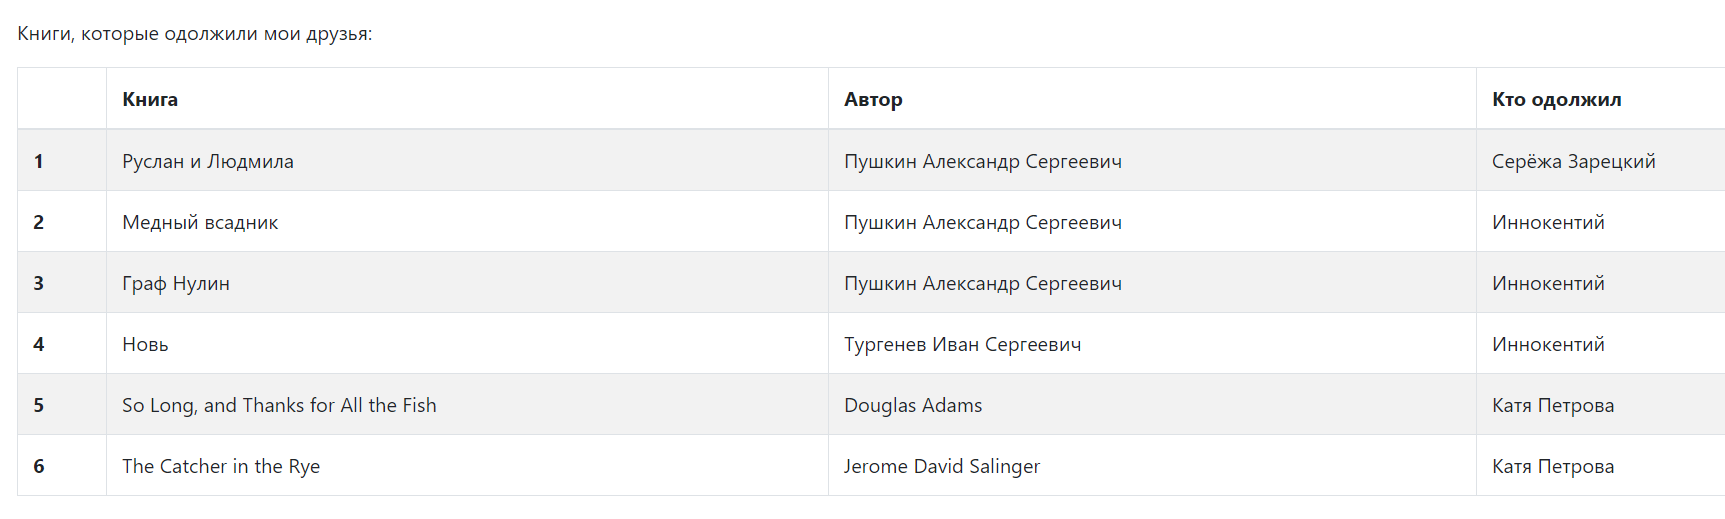 Книги, которые одолжили мои друзья:
Книга Автор Кто одолжил
1 Руслан и Людмила Пушкин Александр Сергеевич Серёжа Зарецкий
2 Медный всадник Пушкин Александр Сергеевич Иннокентий
3 Граф Нулин Пушкин Александр Сергеевич Иннокентий
4 Новь Тургенев Иван Сергеевич Иннокентий
5 So Long, and Thanks for All the Fish Douglas Adams Катя Петрова
6 The Catcher in the Rye Jerome David Salinger Катя Петрова